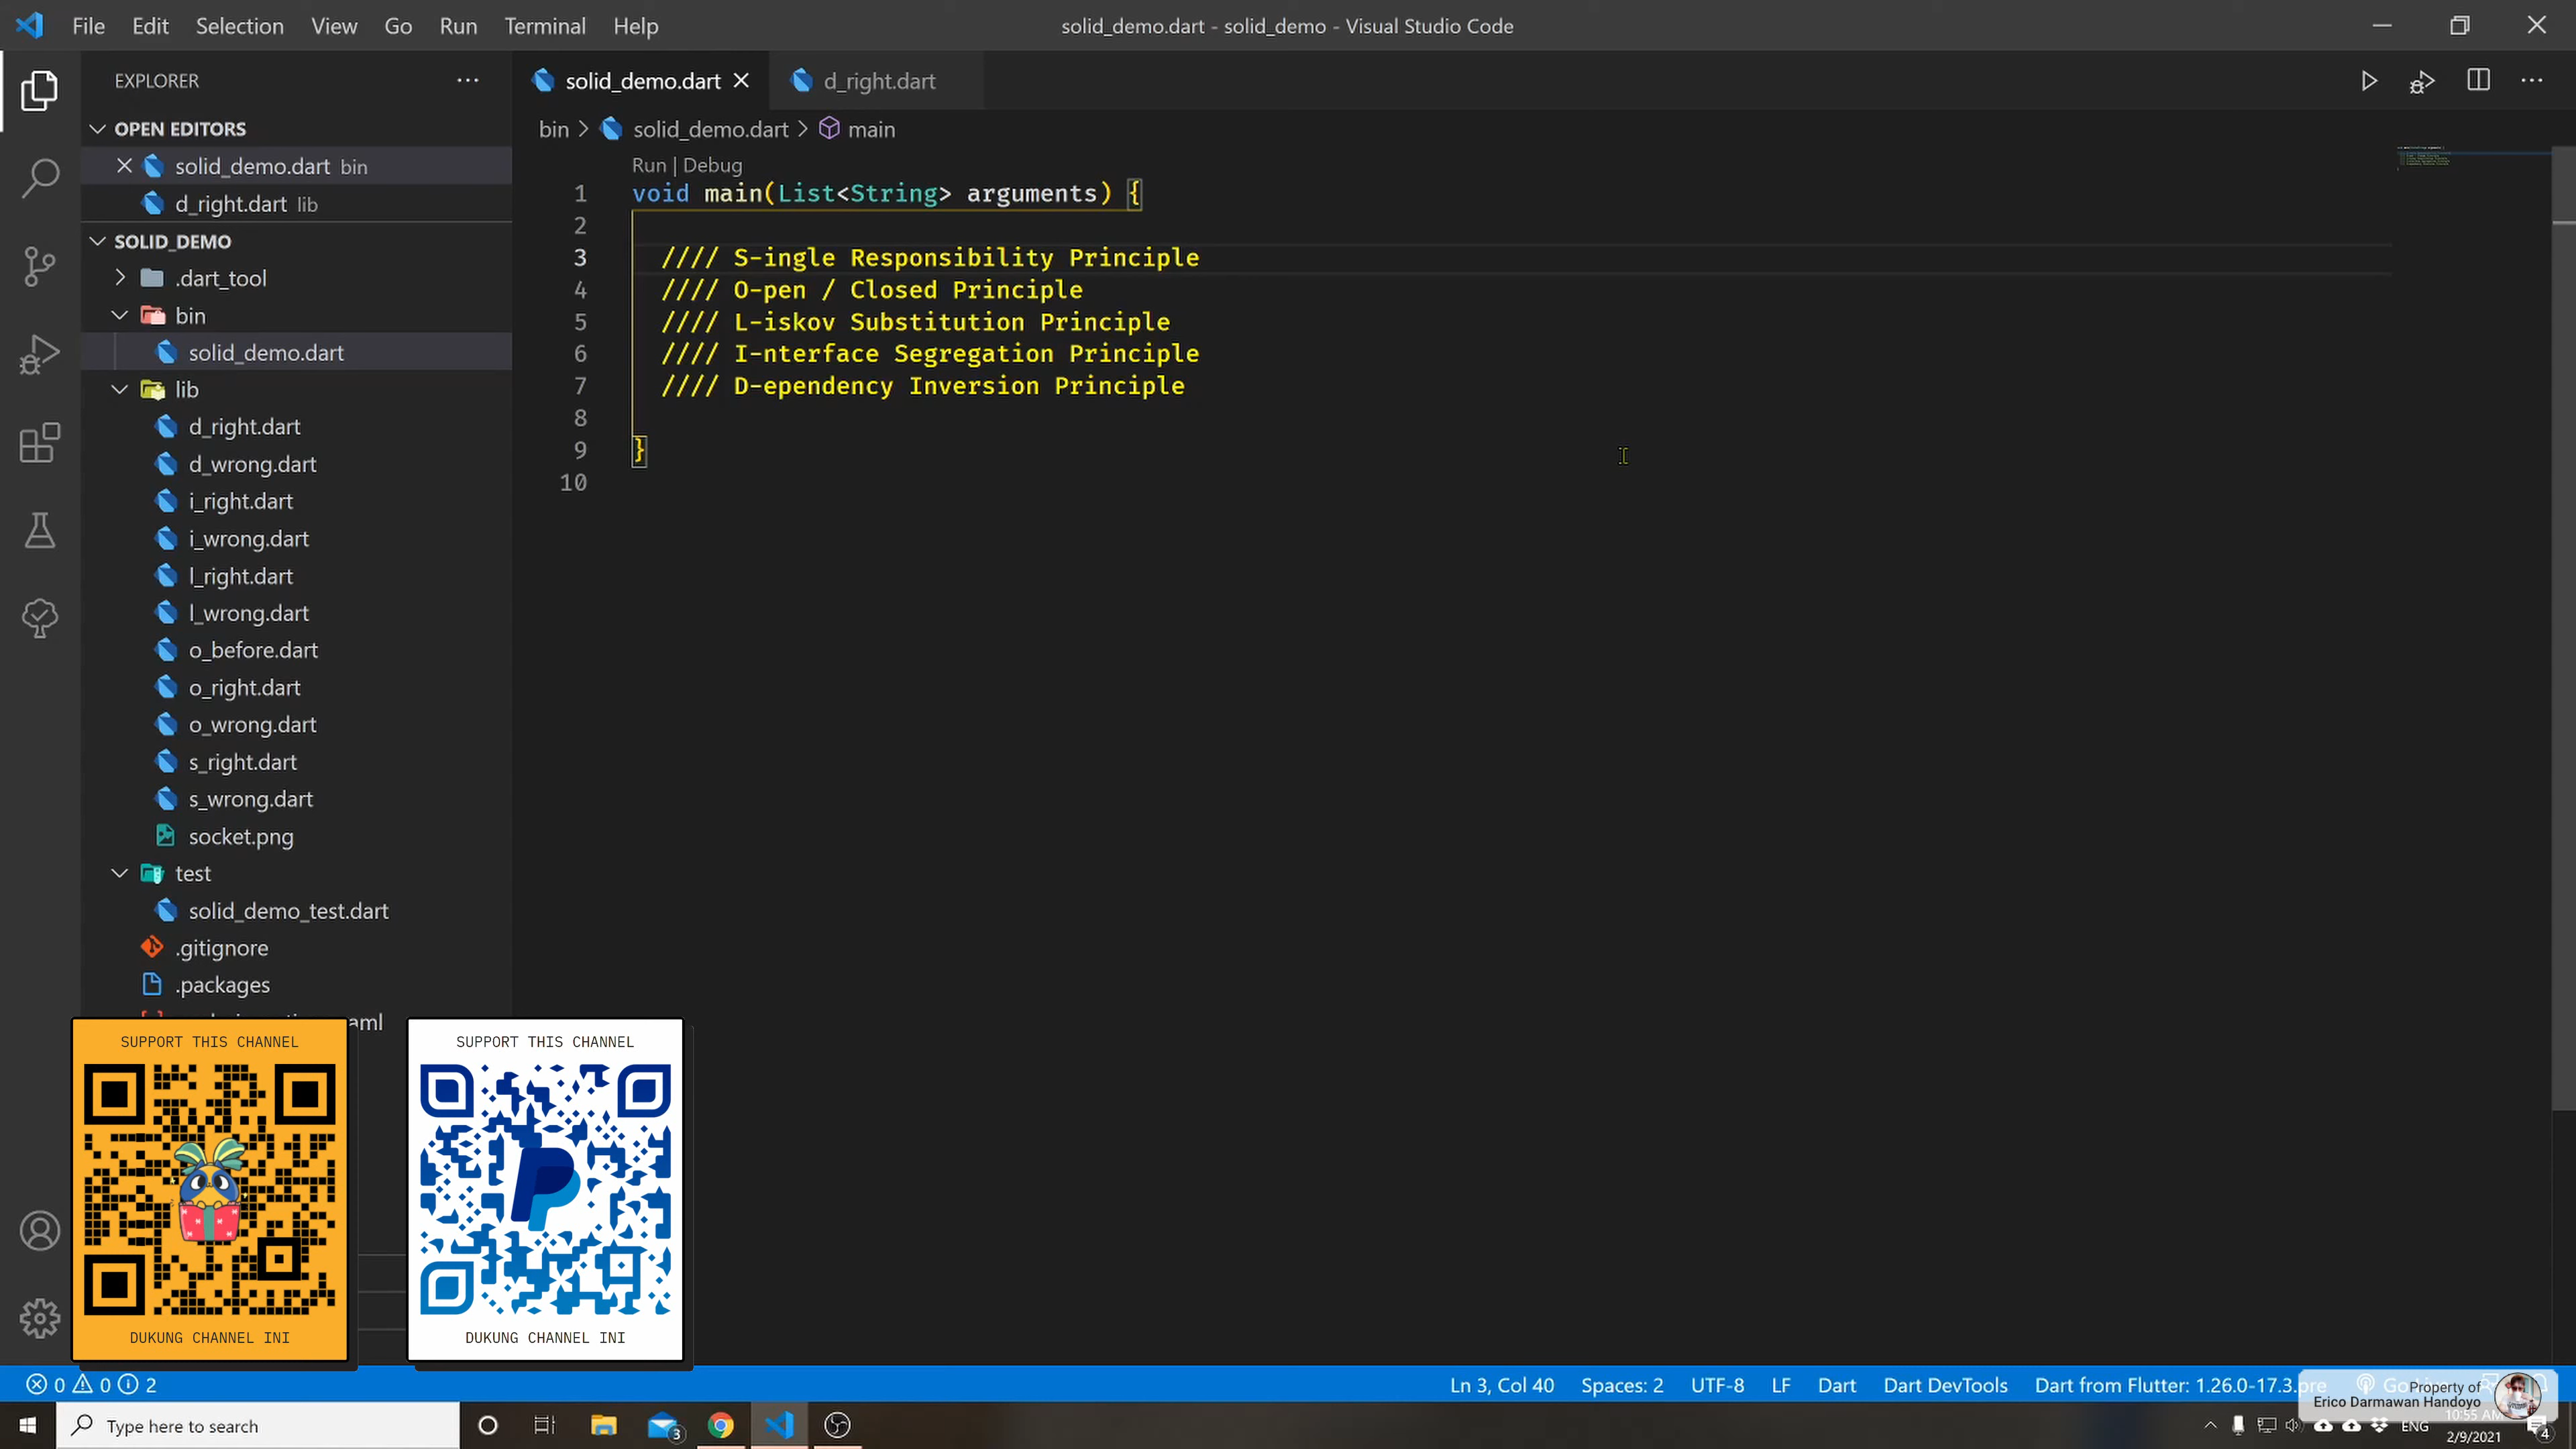 File Edit Selection View Go Run Terminal Help
solid_demo.dart - solid_demo - Visual Studio Code
EXPLORER
OPEN EDITORS
solid_demo.dart bin
d_right.dart lib
SOLID_DEMO
.dart_tool
bin
solid_demo.dart
lib
d_right.dart
d_wrong.dart
i_right.dart
i_wrong.dart
l_right.dart
l_wrong.dart
o_before.dart
o_right.dart
o_wrong.dart
s_right.dart
s_wrong.dart
socket.png
test
solid_demo_test.dart
.gitignore
.packages
solid_demo.dart
d_right.dart
bin > solid_demo.dart > main
Run | Debug
1 void main(List<String> arguments) {
2
3 //// S-ingle Responsibility Principle
4 //// O-pen / Closed Principle
5 //// L-iskov Substitution Principle
6 //// I-nterface Segregation Principle
7 //// D-ependency Inversion Principle
8
9 }
10
SUPPORT THIS CHANNEL
DUKUNG CHANNEL INI
SUPPORT THIS CHANNEL
DUKUNG CHANNEL INI
0 0 2
Ln 3, Col 40 Spaces: 2 UTF-8 LF Dart Dart DevTools Dart from Flutter: 1.26.0-17.3.pre
Property of
Erico Darmawan Handoyo
Type here to search
3
ENG
10:55 AM
2/9/2021
4